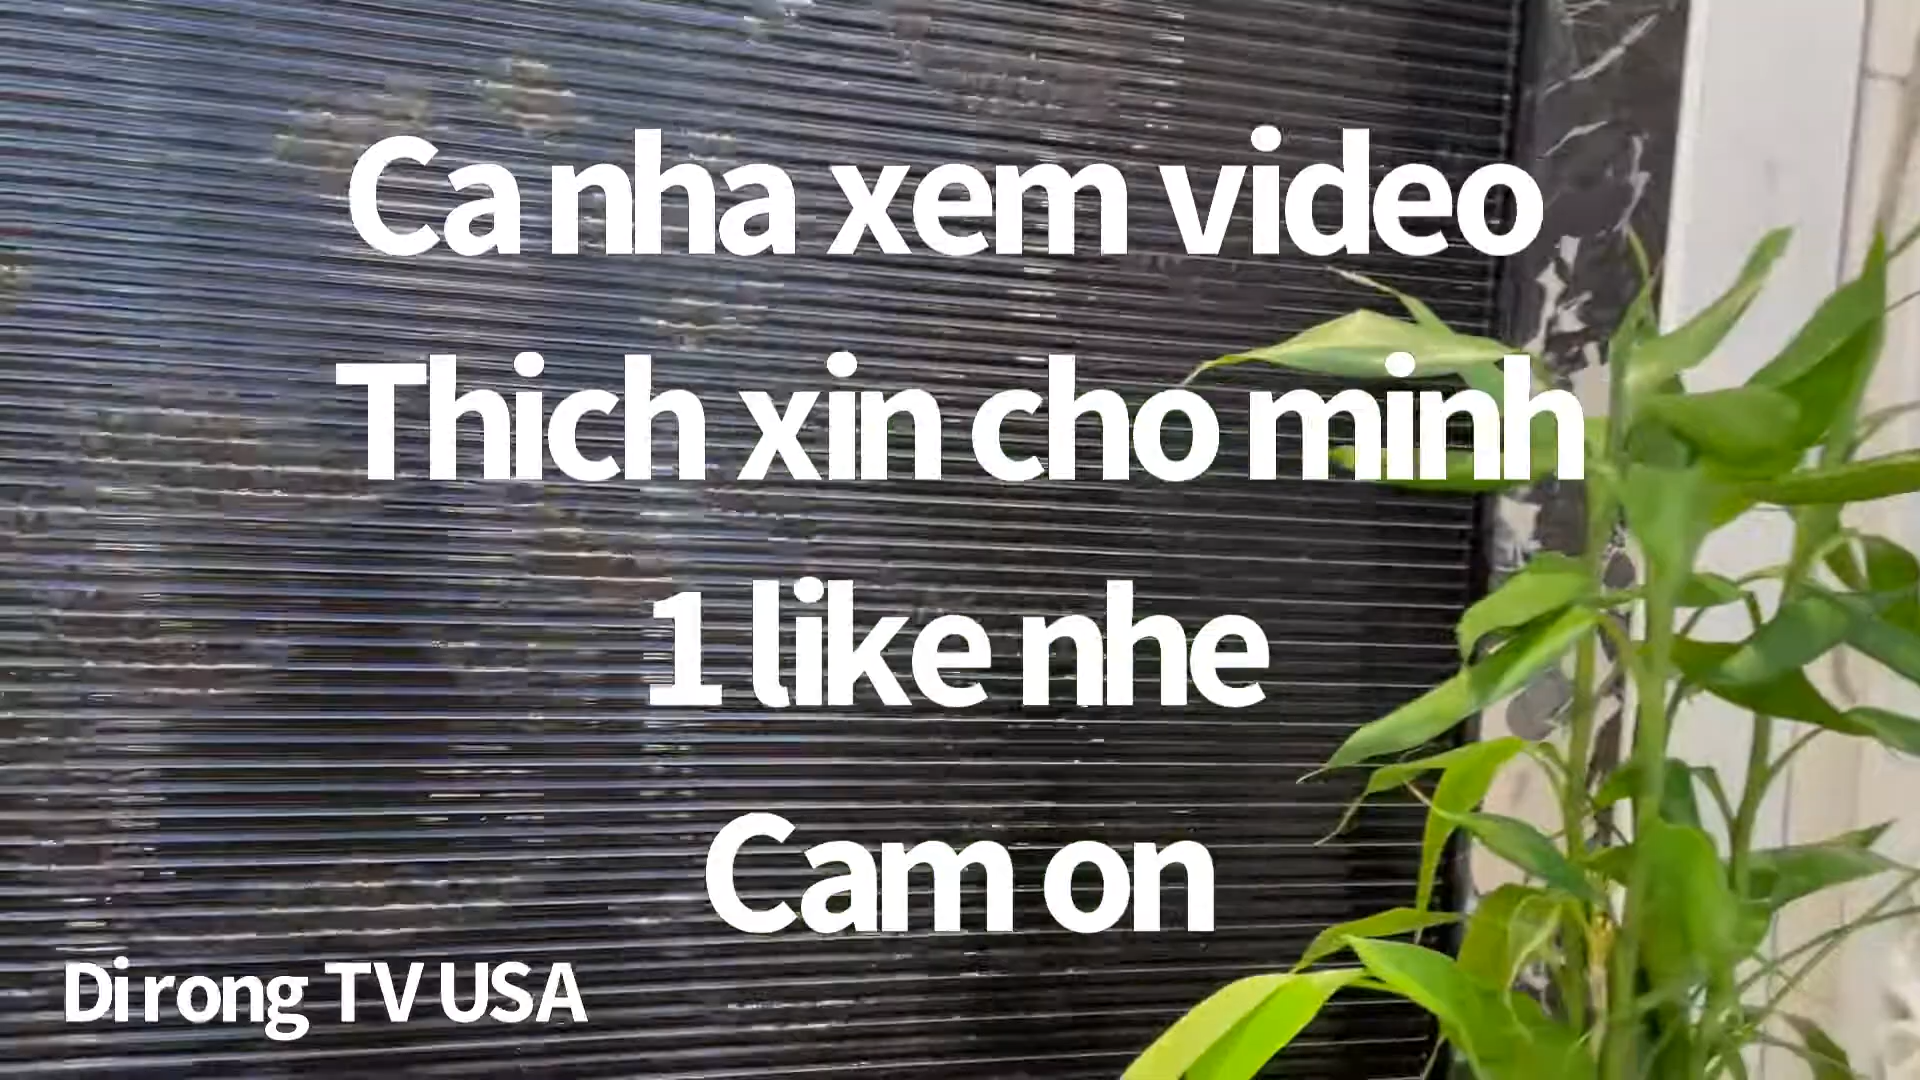 Ca nha xem video
Thich xin cho minh
1 like nhe
Cam on
Di rong TV USA